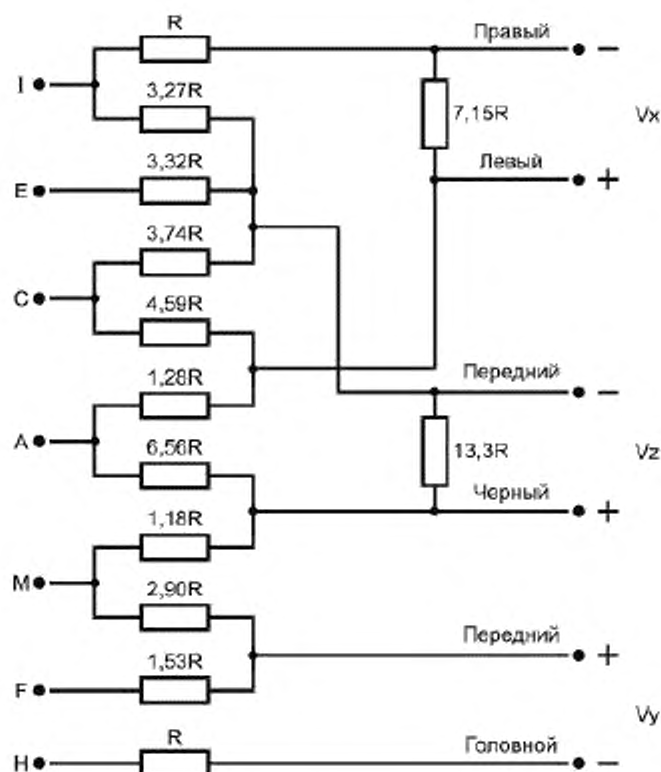 R
Правый
−
I
3,27R
7,15R
Vx
E
3,32R
Левый
+
3,74R
C
4,59R
1,28R
Передний
−
A
6,56R
13,3R
Vz
Черный
+
1,18R
M
2,90R
Передний
+
1,53R
F
Vy
R
Головной
H
−